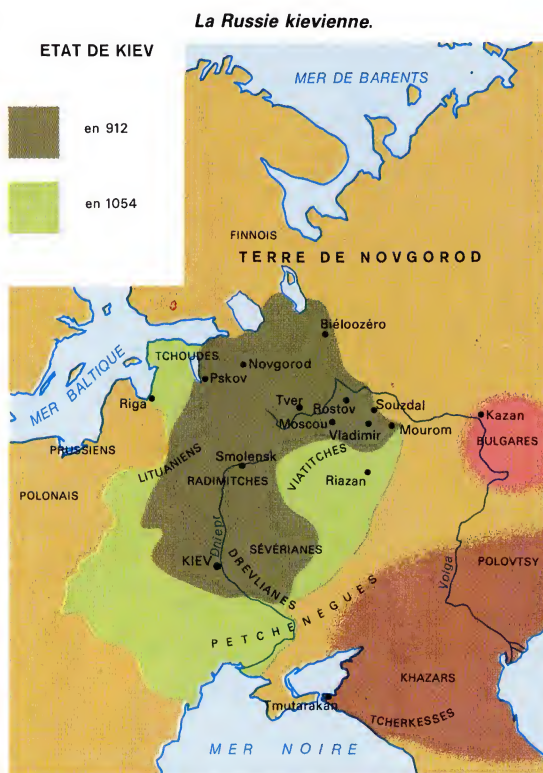 La Russie kievienne.
ETAT DE KIEV
en 912
en 1054
MER DE BARENTS
FINNOIS
TERRE DE NOVGOROD
Biéloozéro
MER BALTIQUE
TCHOUDES
Novgorod
Pskov
Riga
Tver
Rostov
Souzdal
Moscou
Vladimir
Mourom
Kazan
BULGARES
PRUSSIENS
LITUANIENS
Smolensk
RADIMITCHES
VIATITCHES
Riazan
POLONAIS
Dniepr
SÉVÉRIANES
KIEV
DREVLIANES
POLOVTSY
Volga
PETCHENÈGUES
KHAZARS
Tmutarakan
TCHERKESSES
MER NOIRE